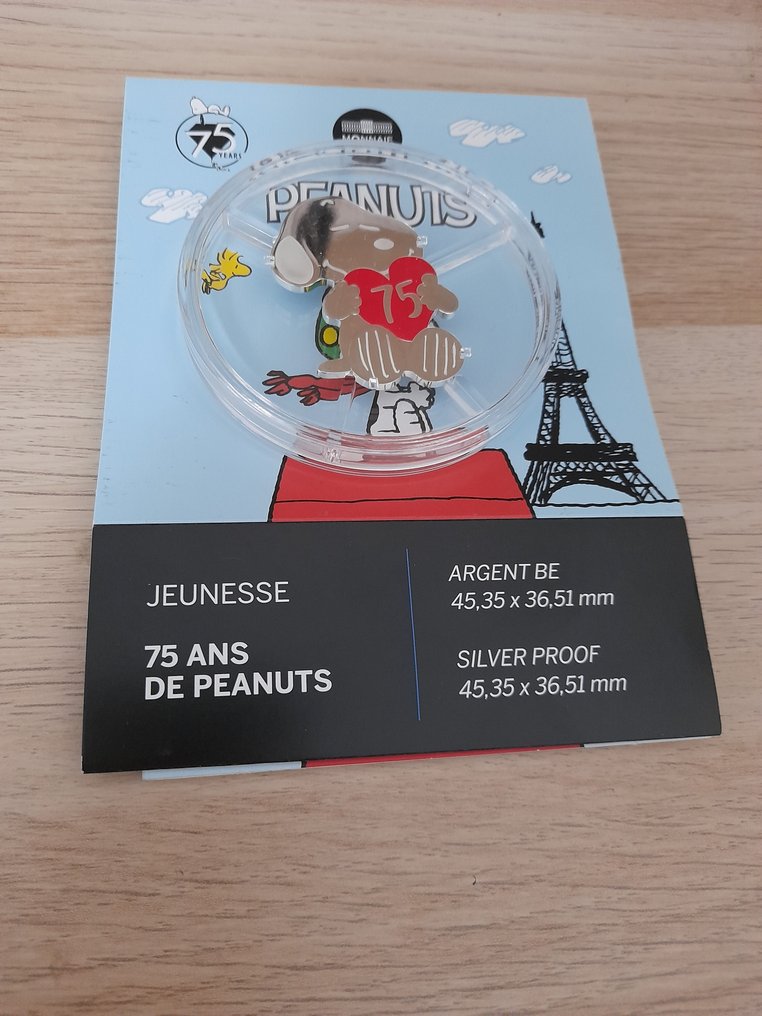 75
YEARS
MONNAIE
PEANUTS
75
JEUNESSE
75 ANS
DE PEANUTS
ARGENT BE
45,35 x 36,51 mm
SILVER PROOF
45,35 x 36,51 mm